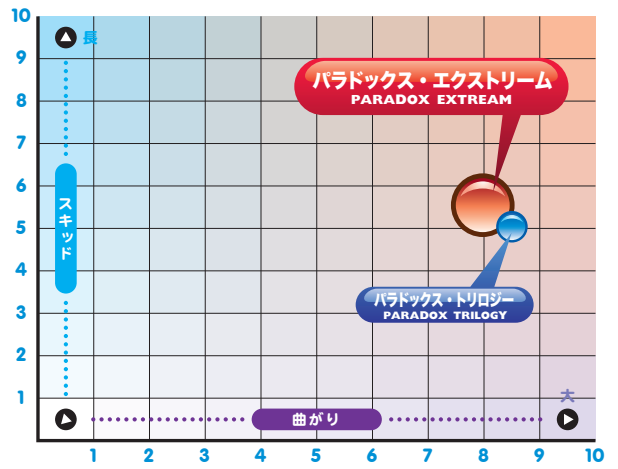 10
長
9
パラドックス・エクストリーム
PARADOX EXTREAM
8
7
6
スキッド
5
4
パラドックス・トリロジー
PARADOX TRILOGY
3
2
1
大
曲がり
1 2 3 4 5 6 7 8 9 10